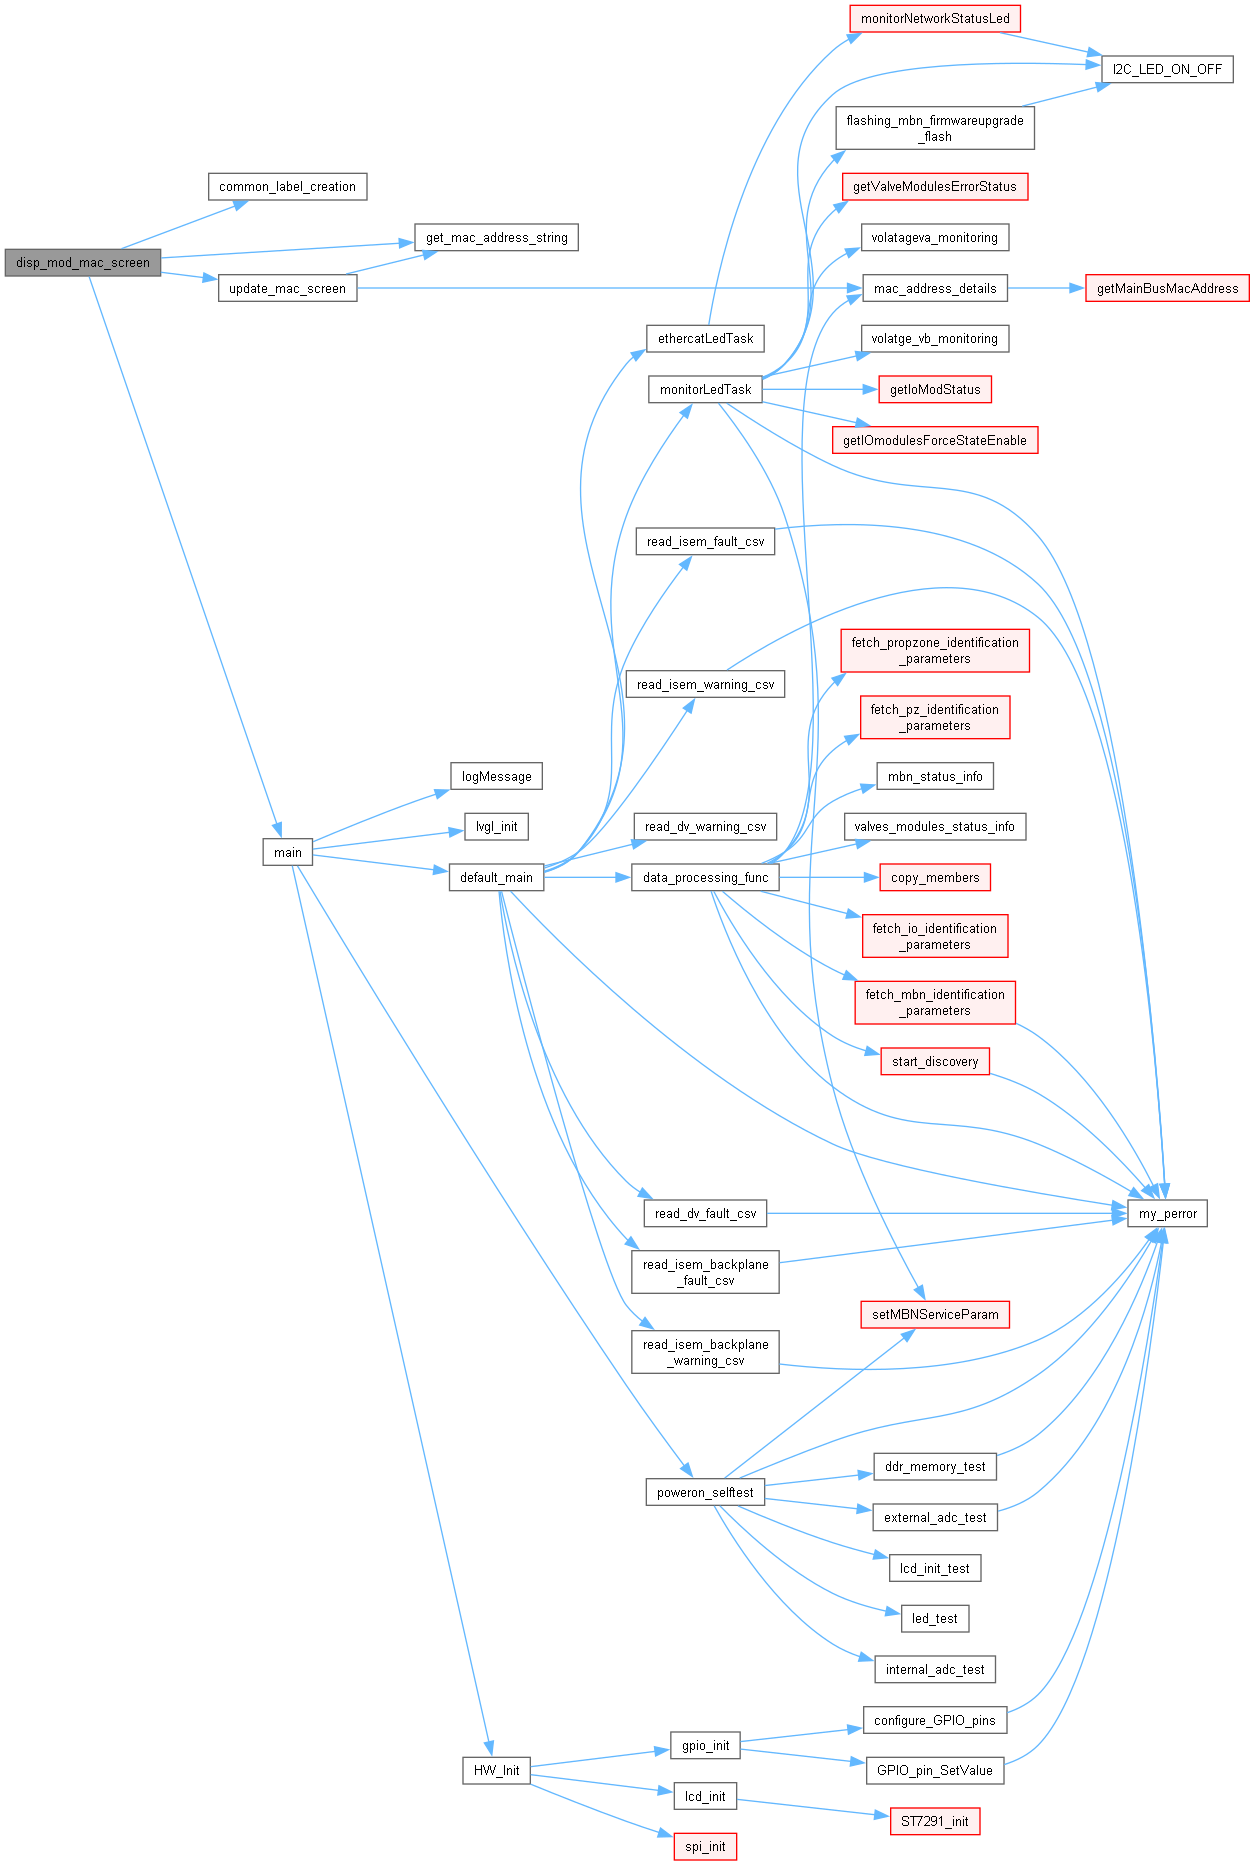 monitorNetworkStatusLed
I2C_LED_ON_OFF
flashing_mbn_firmwareupgrade
_flash
common_label_creation
getValveModulesErrorStatus
get_mac_address_string
volatageva_monitoring
disp_mod_mac_screen
update_mac_screen
mac_address_details
getMainBusMacAddress
ethercatLedTask
volatge_vb_monitoring
monitorLedTask
getIoModStatus
getIOmodulesForceStateEnable
read_isem_fault_csv
fetch_propzone_identification
_parameters
read_isem_warning_csv
fetch_pz_identification
_parameters
logMessage
mbn_status_info
lvgl_init
read_dv_warning_csv
valves_modules_status_info
main
default_main
data_processing_func
copy_members
fetch_io_identification
_parameters
fetch_mbn_identification
_parameters
start_discovery
read_dv_fault_csv
my_perror
read_isem_backplane
_fault_csv
setMBNServiceParam
read_isem_backplane
_warning_csv
ddr_memory_test
poweron_selftest
external_adc_test
lcd_init_test
led_test
internal_adc_test
configure_GPIO_pins
gpio_init
HW_Init
GPIO_pin_SetValue
lcd_init
ST7291_init
spi_init